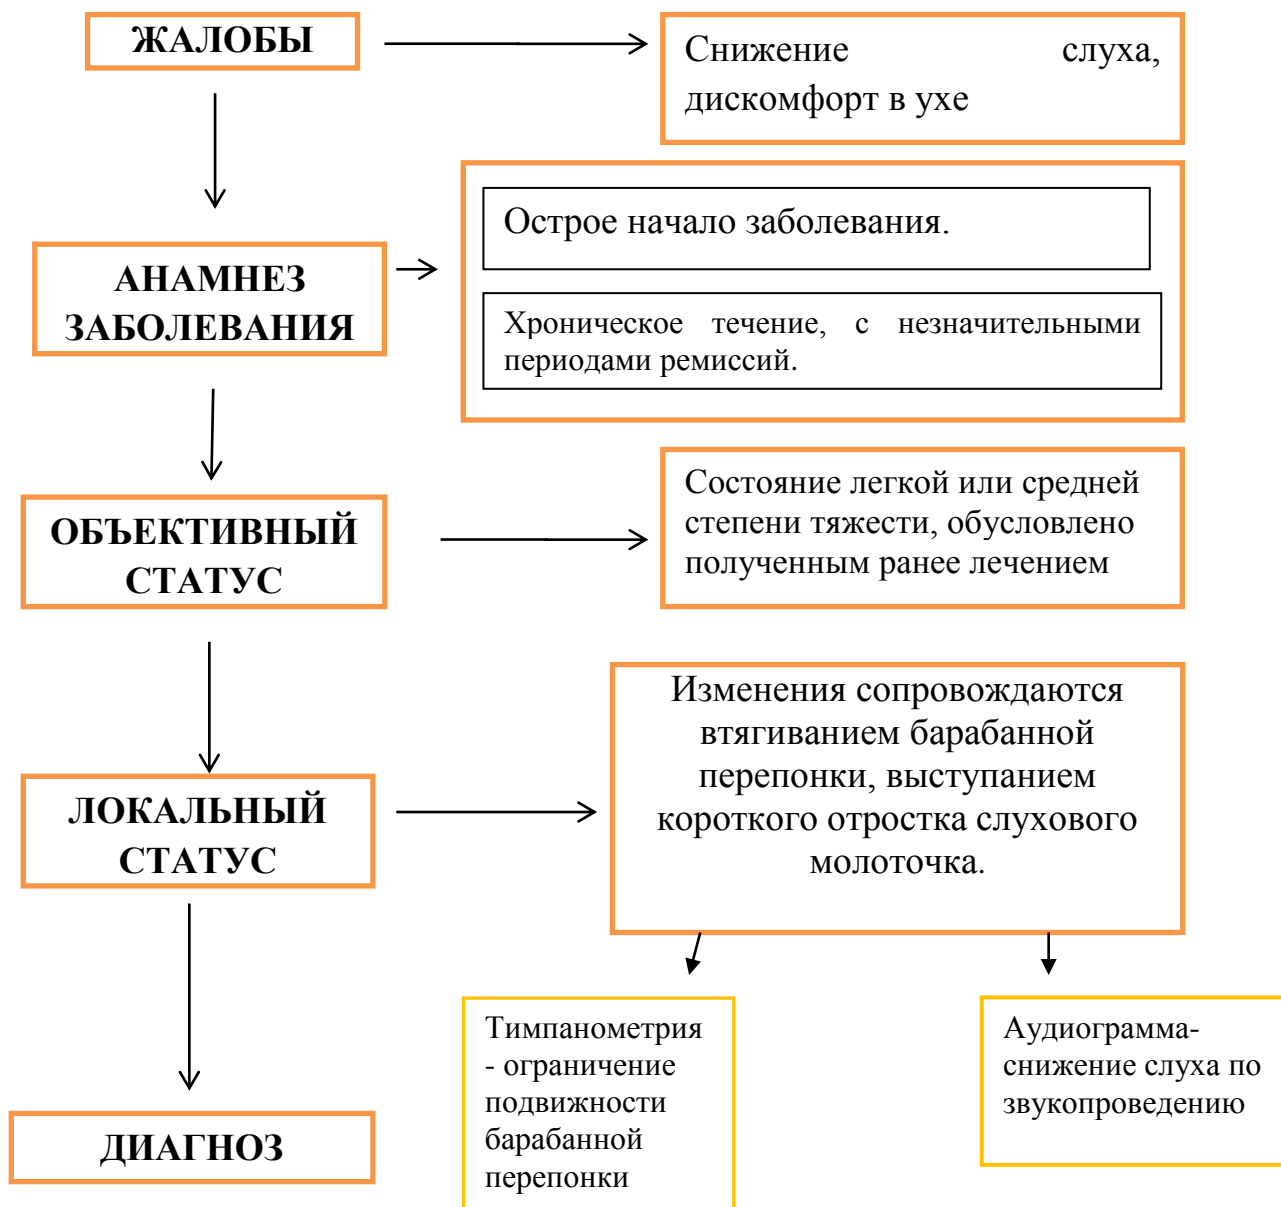 ЖАЛОБЫ
Снижение слуха,
дискомфорт в ухе
АНАМНЕЗ
ЗАБОЛЕВАНИЯ
Острое начало заболевания.
Хроническое течение, с незначительными
периодами ремиссий.
ОБЪЕКТИВНЫЙ
СТАТУС
Состояние легкой или средней
степени тяжести, обусловлено
полученным ранее лечением
ЛОКАЛЬНЫЙ
СТАТУС
Изменения сопровождаются
втягиванием барабанной
перепонки, выступанием
короткого отростка слухового
молоточка.
Тимпанометрия
- ограничение
подвижности
барабанной
перепонки
Аудиограмма-
снижение слуха по
звукопроведению
ДИАГНОЗ